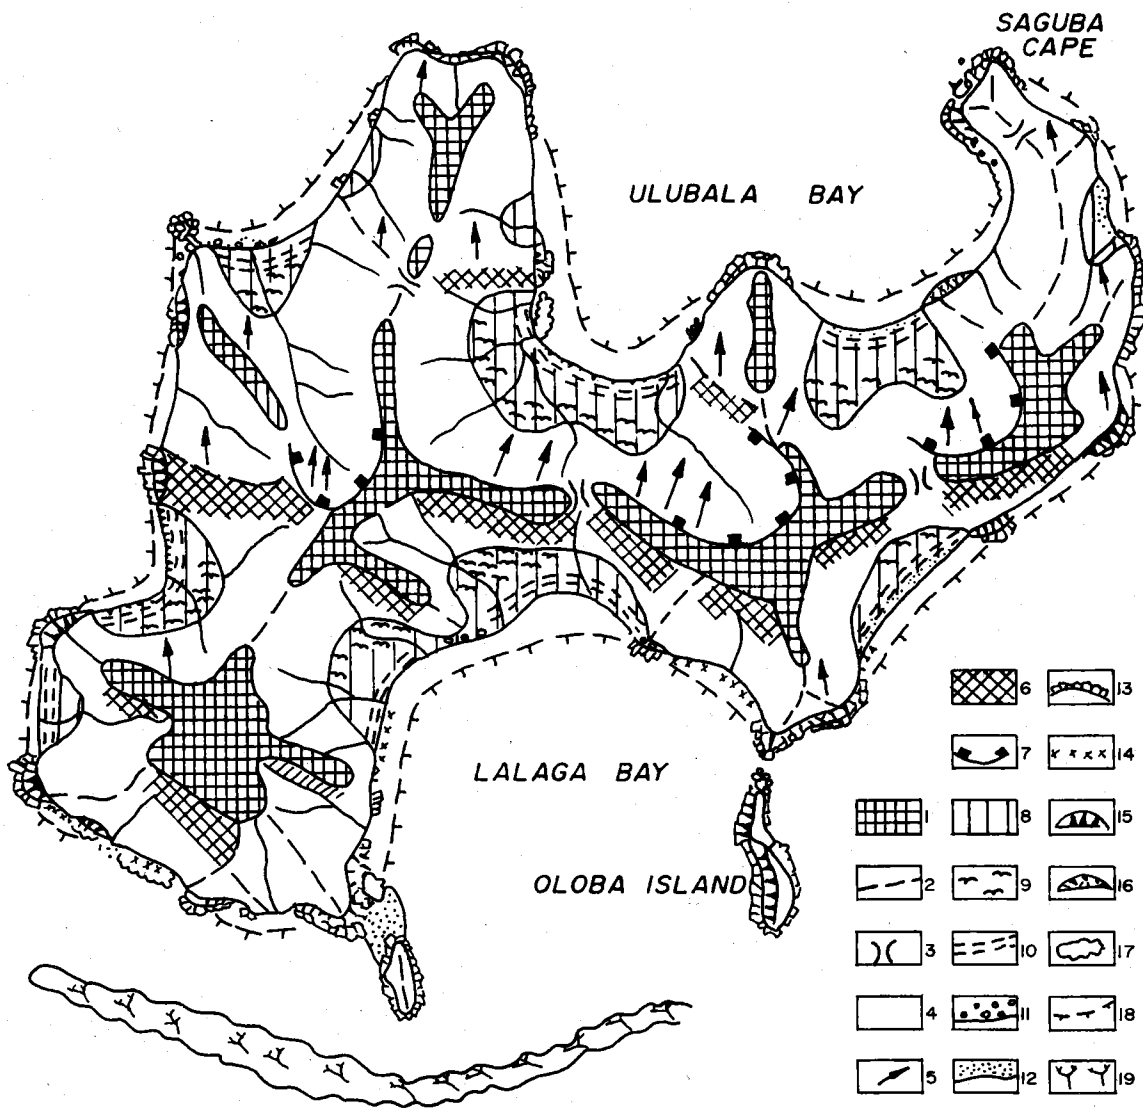 SAGUBA
CAPE
ULUBALA BAY
LALAGA BAY
OLOBA ISLAND
6 13
7 14
1 8 15
2 9 16
3 10 17
4 11 18
5 12 19